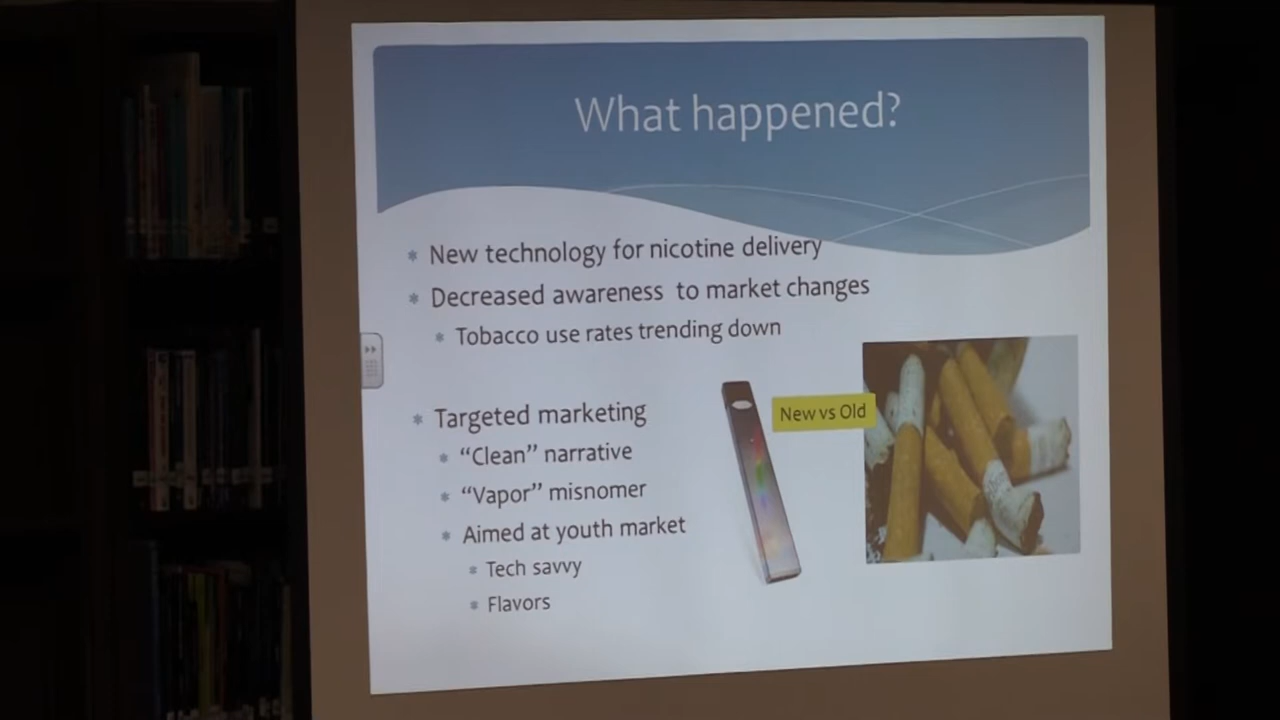 What happened?
New technology for nicotine delivery
Decreased awareness to market changes
Tobacco use rates trending down
Targeted marketing
"Clean" narrative
"Vapor" misnomer
Aimed at youth market
Tech savvy
Flavors
New vs Old